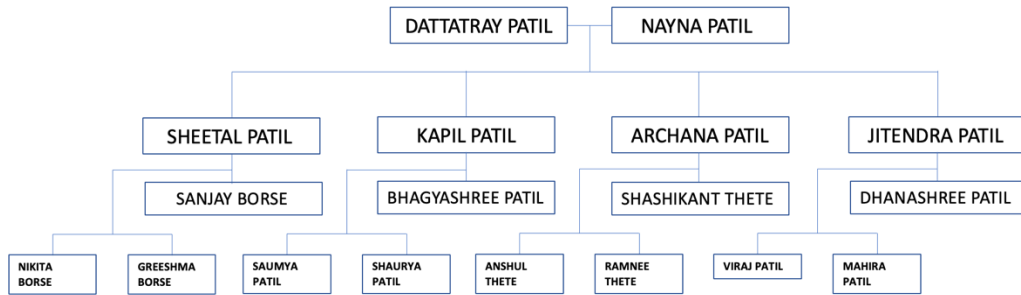 DATTATRAY PATIL
NAYNA PATIL
SHEETAL PATIL
KAPIL PATIL
ARCHANA PATIL
JITENDRA PATIL
SANJAY BORSE
BHAGYASHREE PATIL
SHASHIKANT THETE
DHANASHREE PATIL
NIKITA
BORSE
GREESHMA
BORSE
SAUMYA
PATIL
SHAURYA
PATIL
ANSHUL
THETE
RAMNEE
THETE
VIRAJ PATIL
MAHIRA
PATIL